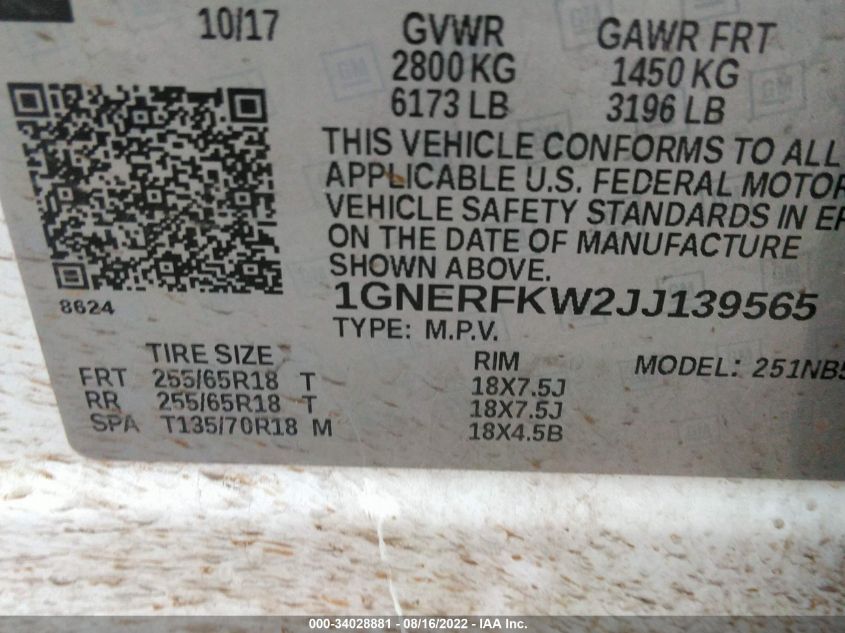 10/17 GVWR GAWR FRT
2800 KG 1450 KG
6173 LB 3196 LB
THIS VEHICLE CONFORMS TO ALL
APPLICABLE U.S. FEDERAL MOTOR
VEHICLE SAFETY STANDARDS IN EF
ON THE DATE OF MANUFACTURE
SHOWN ABOVE.
8624
1GNERFKW2JJ139565
TYPE: M.P.V.
TIRE SIZE RIM MODEL: 251NB5
FRT 255/65R18 T 18X7.5J
RR 255/65R18 T 18X7.5J
SPA T135/70R18 M 18X4.5B
GM
000-34028881 - 08/16/2022 - IAA Inc.